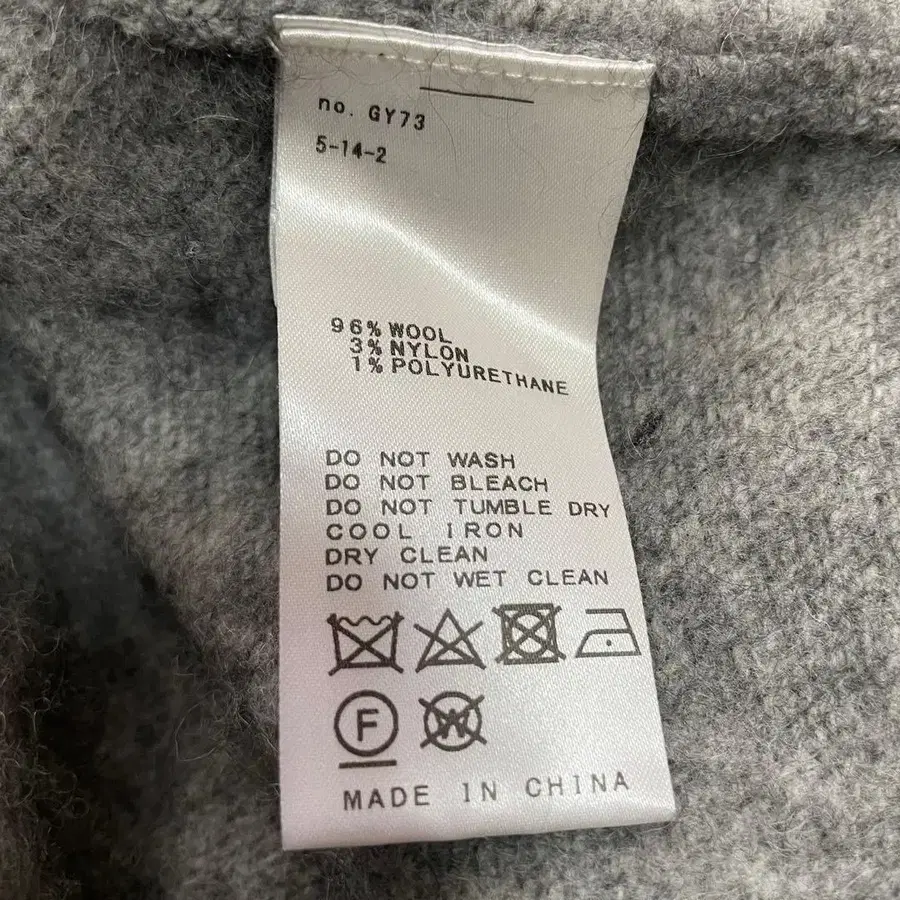 no. GY73
5-14-2
96% WOOL
3% NYLON
1% POLYURETHANE
DO NOT WASH
DO NOT BLEACH
DO NOT TUMBLE DRY
COOL IRON
DRY CLEAN
DO NOT WET CLEAN
F W
MADE IN CHINA